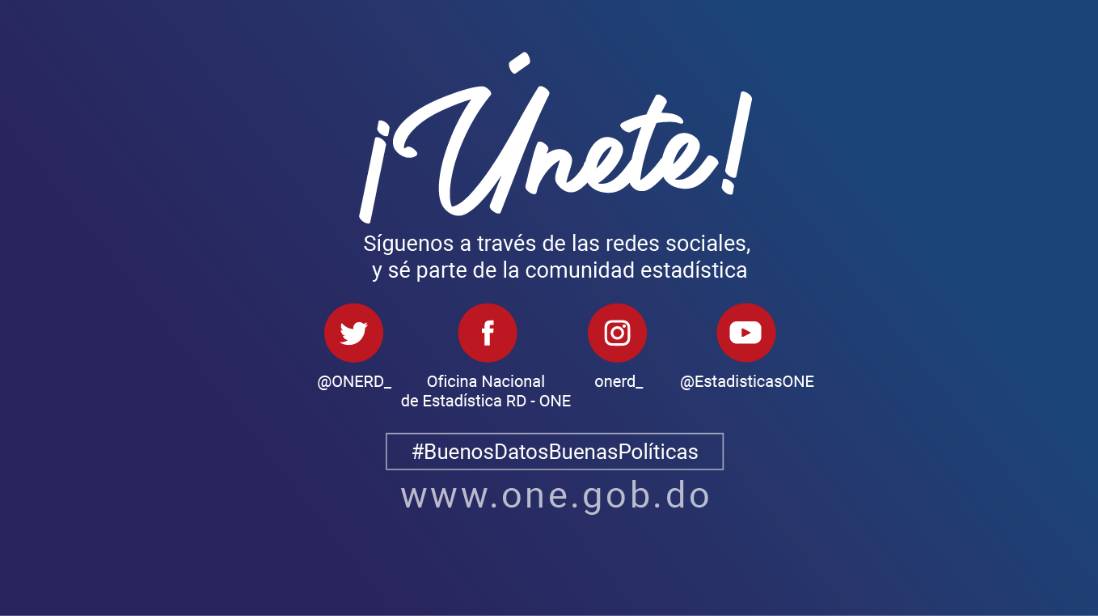 ¡Únete!
Síguenos a través de las redes sociales,
y sé parte de la comunidad estadística
@ONERD_
Oficina Nacional
de Estadística RD - ONE
onerd_
@EstadisticasONE
#BuenosDatosBuenasPolíticas
www.one.gob.do